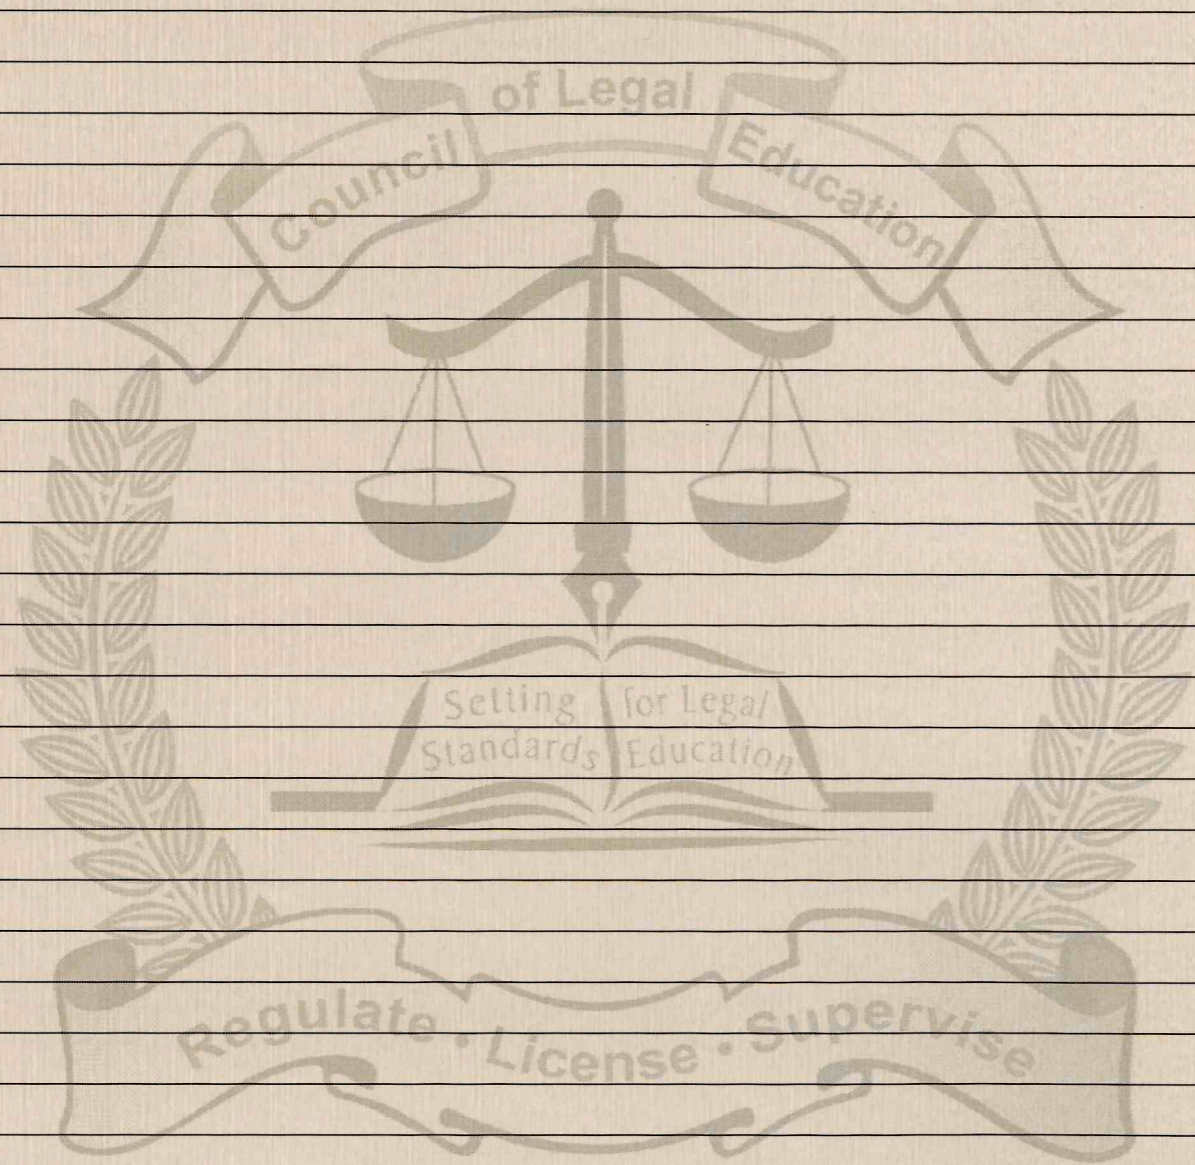 Council of Legal Education
Setting for Legal
Standards Education
Regulate • License • Supervise